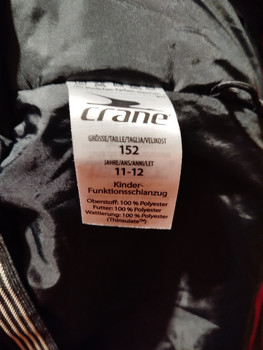 crane®
GRÖSSE/TAILLE/TAGLIA/VELIKOST
152
JAHRE/ANS/ANNI/LET
11-12
Kinder-
Funktionsschianzug
Oberstoff: 100 % Polyester
Futter: 100 % Polyester
Wattierung: 100 % Polyester
(Thinsulate™)